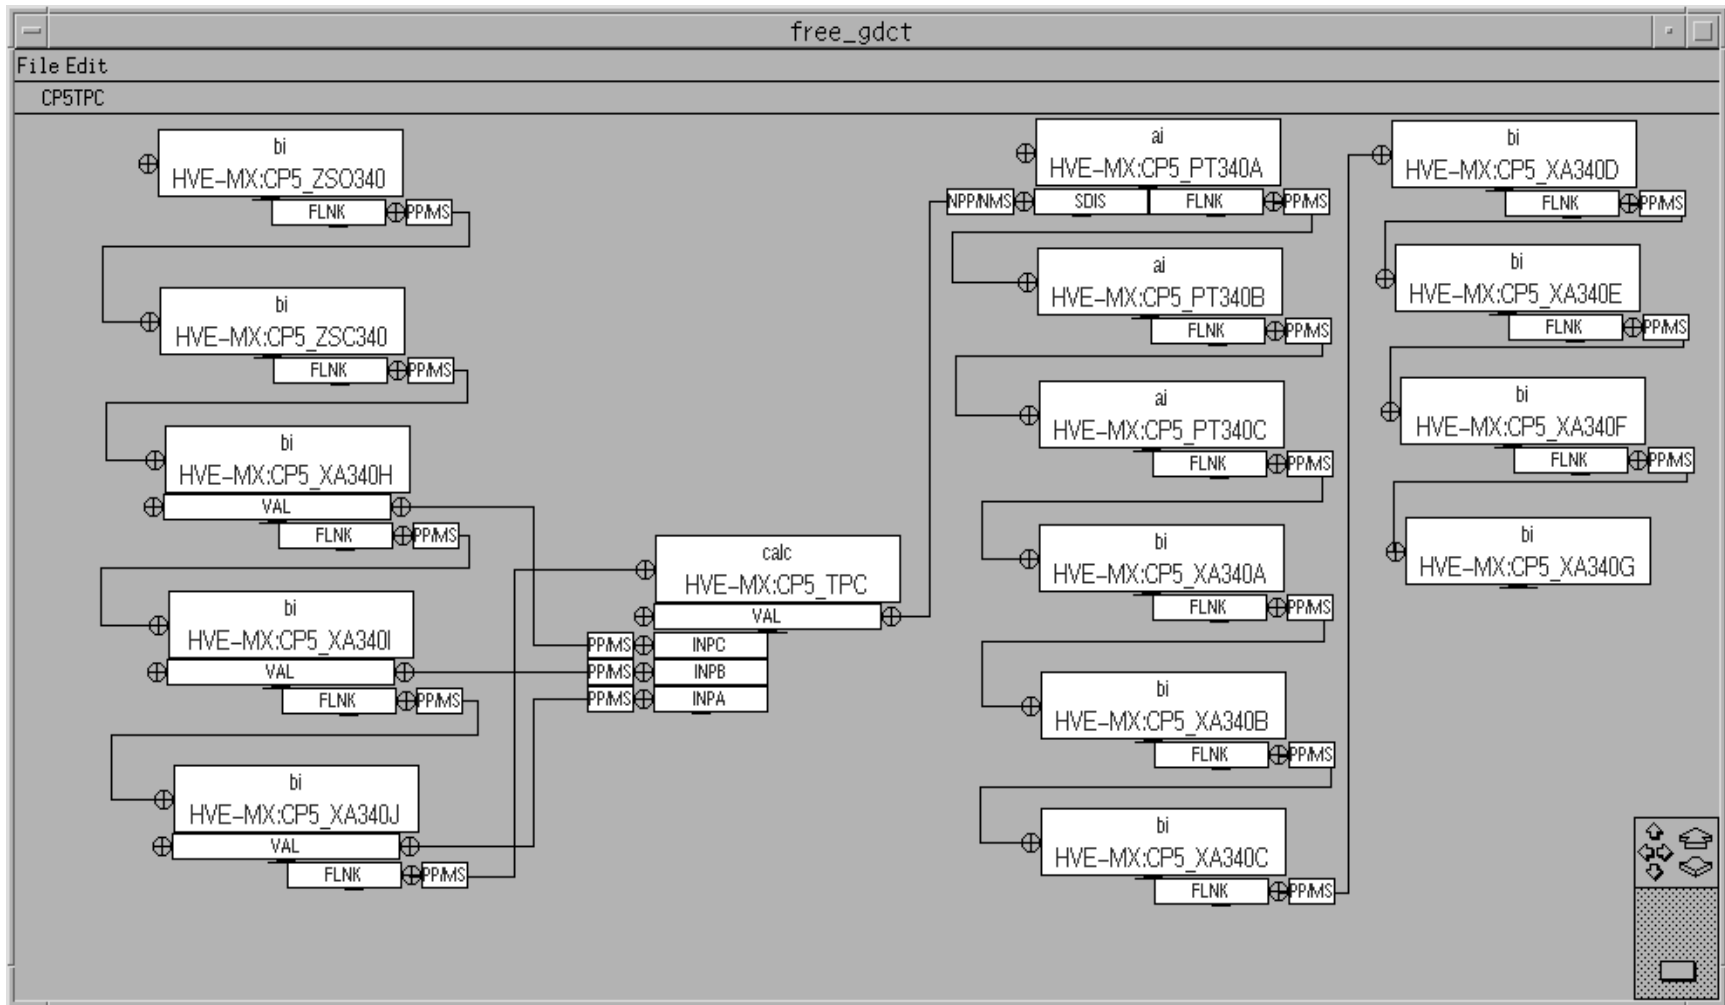 free_gdct
File Edit
CP5TPC
bi
HVE-MX:CP5_ZSO340
FLNK PP/MS
bi
HVE-MX:CP5_ZSC340
FLNK PP/MS
bi
HVE-MX:CP5_XA340H
VAL
FLNK PP/MS
bi
HVE-MX:CP5_XA340I
VAL
FLNK PP/MS
bi
HVE-MX:CP5_XA340J
VAL
FLNK PP/MS
calc
HVE-MX:CP5_TPC
VAL
PP/MS INPC
PP/MS INPB
PP/MS INPA
ai
HVE-MX:CP5_PT340A
NPP/NMS SDIS FLNK PP/MS
ai
HVE-MX:CP5_PT340B
FLNK PP/MS
ai
HVE-MX:CP5_PT340C
FLNK PP/MS
bi
HVE-MX:CP5_XA340A
FLNK PP/MS
bi
HVE-MX:CP5_XA340B
FLNK PP/MS
bi
HVE-MX:CP5_XA340C
FLNK PP/MS
bi
HVE-MX:CP5_XA340D
FLNK PP/MS
bi
HVE-MX:CP5_XA340E
FLNK PP/MS
bi
HVE-MX:CP5_XA340F
FLNK PP/MS
bi
HVE-MX:CP5_XA340G